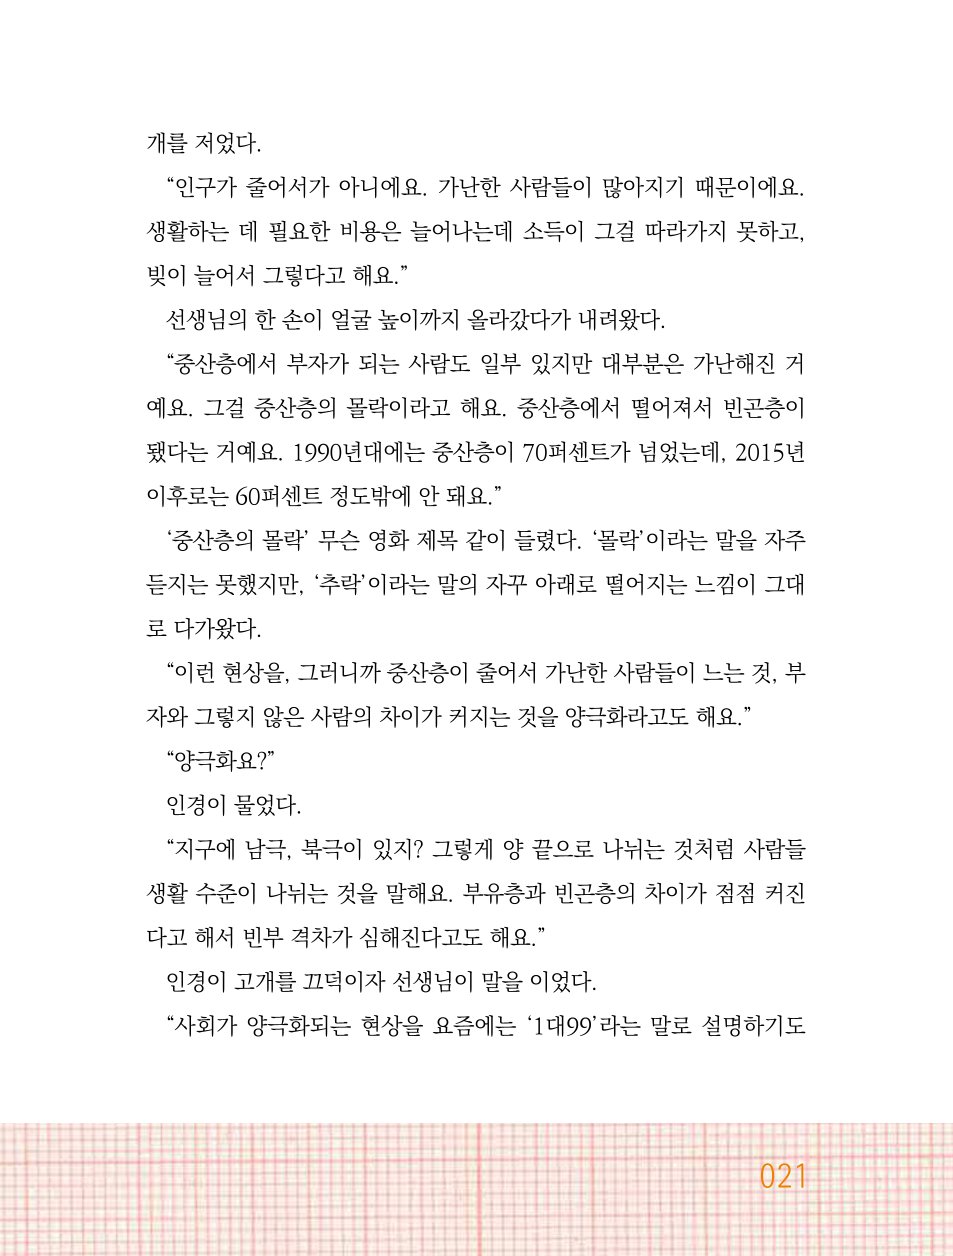 개를 저었다.
“인구가 줄어서가 아니에요. 가난한 사람들이 많아지기 때문이에요.
생활하는 데 필요한 비용은 늘어나는데 소득이 그걸 따라가지 못하고,
빚이 늘어서 그렇다고 해요.”
선생님의 한 손이 얼굴 높이까지 올라갔다가 내려왔다.
“중산층에서 부자가 되는 사람도 일부 있지만 대부분은 가난해진 거
예요. 그걸 중산층의 몰락이라고 해요. 중산층에서 떨어져서 빈곤층이
됐다는 거예요. 1990년대에는 중산층이 70퍼센트가 넘었는데, 2015년
이후로는 60퍼센트 정도밖에 안 돼요.”
‘중산층의 몰락’ 무슨 영화 제목 같이 들렸다. ‘몰락’이라는 말을 자주
듣지는 못했지만, ‘추락’이라는 말의 자꾸 아래로 떨어지는 느낌이 그대
로 다가왔다.
“이런 현상을, 그러니까 중산층이 줄어서 가난한 사람들이 느는 것, 부
자와 그렇지 않은 사람의 차이가 커지는 것을 양극화라고도 해요.”
“양극화요?”
인경이 물었다.
“지구에 남극, 북극이 있지? 그렇게 양 끝으로 나뉘는 것처럼 사람들
생활 수준이 나뉘는 것을 말해요. 부유층과 빈곤층의 차이가 점점 커진
다고 해서 빈부 격차가 심해진다고도 해요.”
인경이 고개를 끄덕이자 선생님이 말을 이었다.
“사회가 양극화되는 현상을 요즘에는 ‘1대99’라는 말로 설명하기도
021